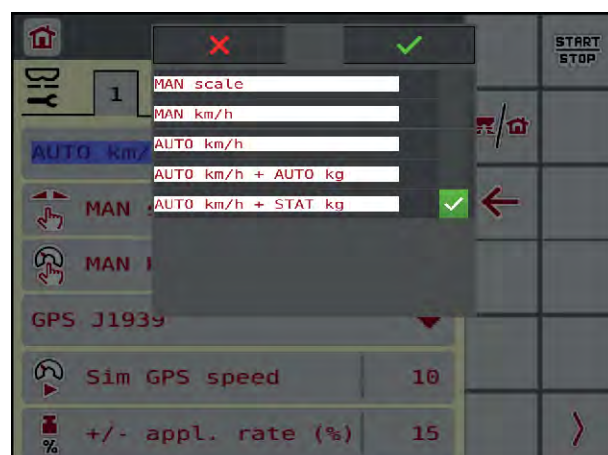 START
STOP
1
MAN scale
MAN km/h
AUTO km/h
AUTO km/h + AUTO kg
AUTO km/h + STAT kg
AUTO km/
MAN
MAN
GPS J1939
Sim GPS speed 10
+/- appl. rate (%) 15
%